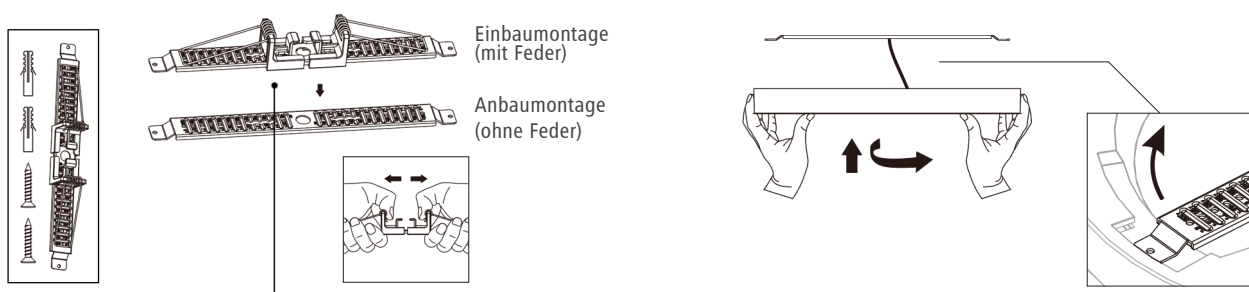 Einbaumontage
(mit Feder)
Anbaumontage
(ohne Feder)